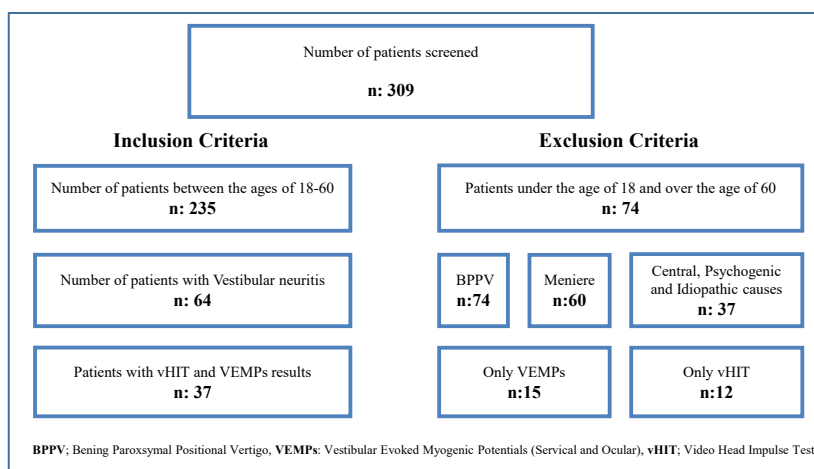 Number of patients screened
n: 309
Inclusion Criteria
Exclusion Criteria
Number of patients between the ages of 18-60
n: 235
Patients under the age of 18 and over the age of 60
n: 74
Number of patients with Vestibular neuritis
n: 64
BPPV
n:74
Meniere
n:60
Central, Psychogenic
and Idiopathic causes
n: 37
Patients with vHIT and VEMPs results
n: 37
Only VEMPs
n:15
Only vHIT
n:12
BPPV; Bening Paroxsymal Positional Vertigo, VEMPs: Vestibular Evoked Myogenic Potentials (Servical and Ocular), vHIT; Video Head Impulse Test